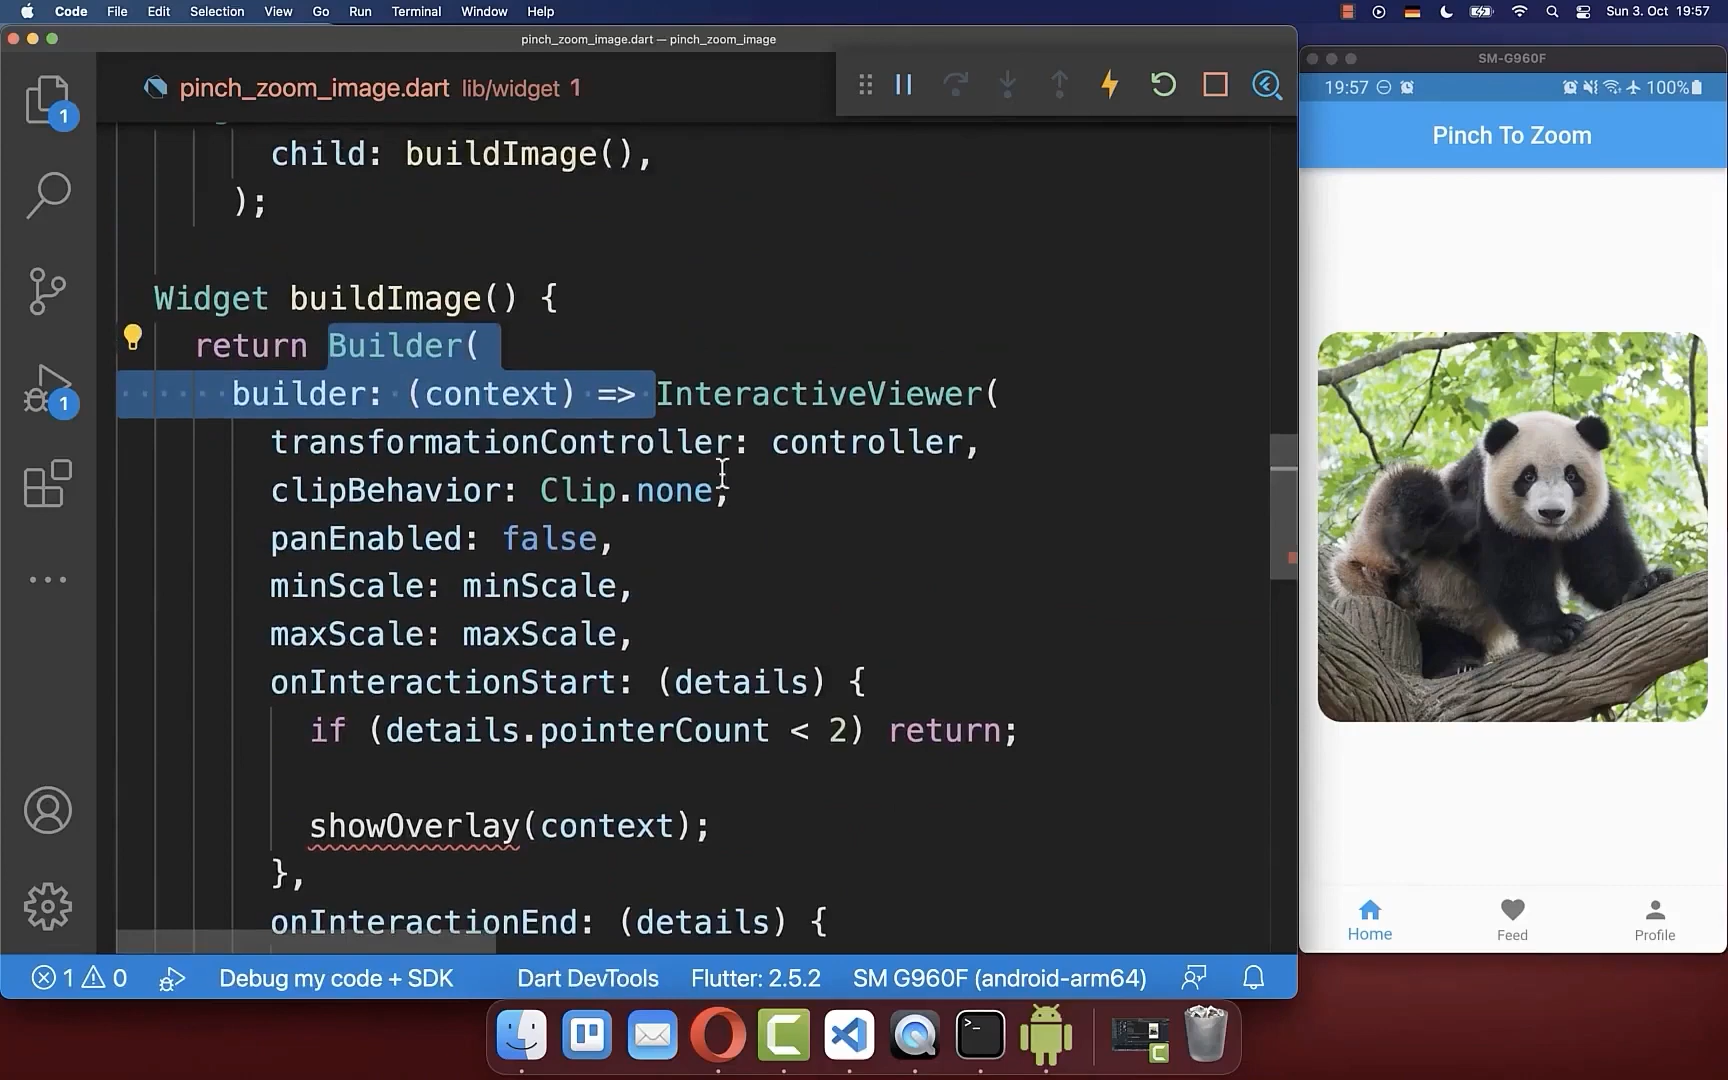 Code File Edit Selection View Go Run Terminal Window Help
Sun 3. Oct 19:57
pinch_zoom_image.dart — pinch_zoom_image
SM-G960F
pinch_zoom_image.dart lib/widget 1
19:57
100%
Pinch To Zoom
1
1
child: buildImage(),
);
Widget buildImage() {
return Builder(
builder: (context) => InteractiveViewer(
transformationController: controller,
clipBehavior: Clip.none,
panEnabled: false,
minScale: minScale,
maxScale: maxScale,
onInteractionStart: (details) {
if (details.pointerCount < 2) return;
showOverlay(context);
},
onInteractionEnd: (details) {
Home
Feed
Profile
1 0 Debug my code + SDK Dart DevTools Flutter: 2.5.2 SM G960F (android-arm64)